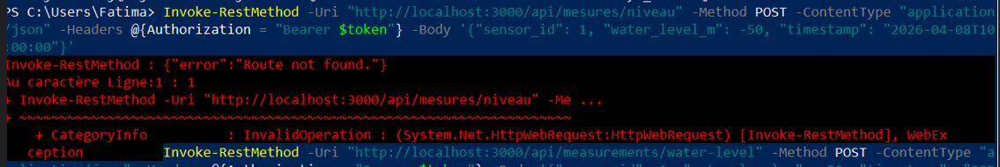 PS C:\Users\Fatima> Invoke-RestMethod -Uri "http://localhost:3000/api/mesures/niveau" -Method POST -ContentType "application
/json" -Headers @{Authorization = "Bearer $token"} -Body '{"sensor_id": 1, "water_level_m": -50, "timestamp": "2026-04-08T10
:00:00"}'
Invoke-RestMethod : {"error":"Route not found."}
Au caractère Ligne:1 : 1
+ Invoke-RestMethod -Uri "http://localhost:3000/api/mesures/niveau" -Me ...
+ ~~~~~~~~~~~~~~~~~~~~~~~~~~~~~~~~~~~~~~~~~~~~~~~~~~~~~~~~~~~~~~~~~~~~~
+ CategoryInfo : InvalidOperation : (System.Net.HttpWebRequest:HttpWebRequest) [Invoke-RestMethod], WebEx
ception Invoke-RestMethod -Uri "http://localhost:3000/api/measurements/water-level" -Method POST -ContentType "a